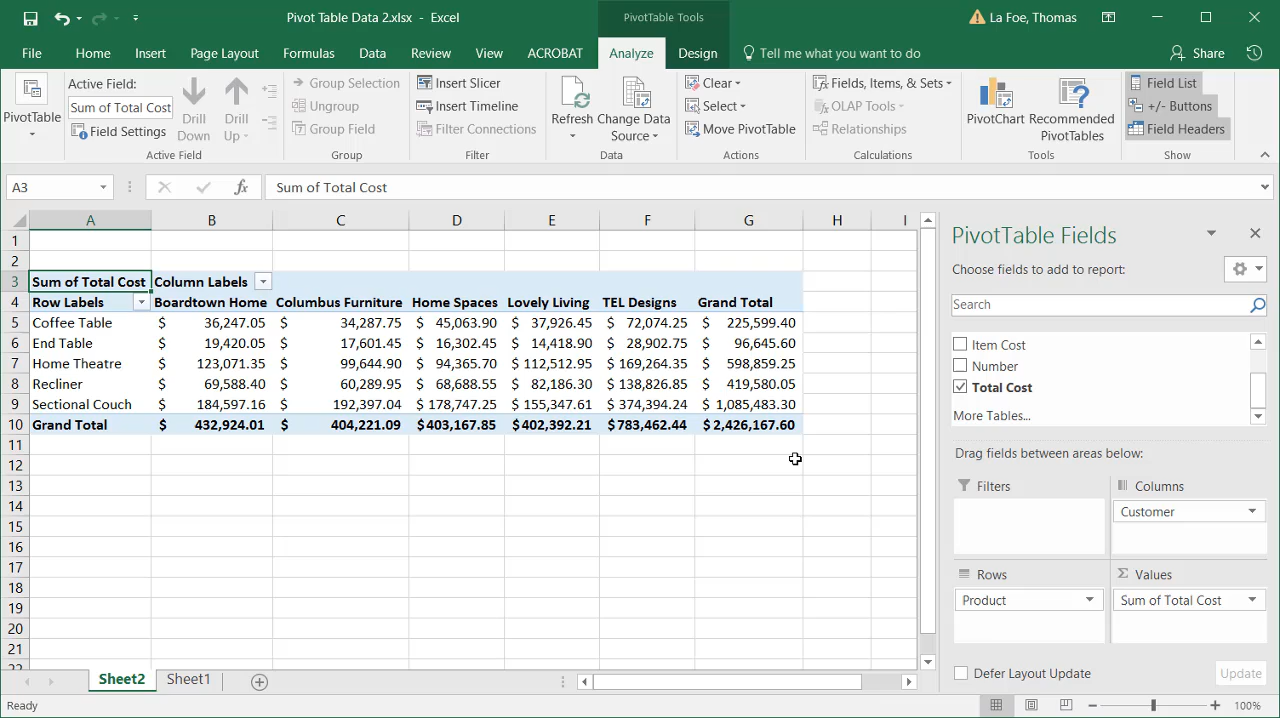 Pivot Table Data 2.xlsx - Excel
PivotTable Tools
La Foe, Thomas
File Home Insert Page Layout Formulas Data Review View ACROBAT Analyze Design Tell me what you want to do Share
PivotTable
Active Field:
Sum of Total Cost
Field Settings
Drill Down
Drill Up
Active Field
Group Selection
Ungroup
Group Field
Group
Insert Slicer
Insert Timeline
Filter Connections
Filter
Refresh
Change Data Source
Data
Clear
Select
Move PivotTable
Actions
Fields, Items, & Sets
OLAP Tools
Relationships
Calculations
PivotChart
Recommended PivotTables
Tools
Field List
+/- Buttons
Field Headers
Show
A3 fx Sum of Total Cost
A B C D E F G H I
1
2
3 Sum of Total Cost Column Labels
4 Row Labels Boardtown Home Columbus Furniture Home Spaces Lovely Living TEL Designs Grand Total
5 Coffee Table $ 36,247.05 $ 34,287.75 $ 45,063.90 $ 37,926.45 $ 72,074.25 $ 225,599.40
6 End Table $ 19,420.05 $ 17,601.45 $ 16,302.45 $ 14,418.90 $ 28,902.75 $ 96,645.60
7 Home Theatre $ 123,071.35 $ 99,644.90 $ 94,365.70 $ 112,512.95 $ 169,264.35 $ 598,859.25
8 Recliner $ 69,588.40 $ 60,289.95 $ 68,688.55 $ 82,186.30 $ 138,826.85 $ 419,580.05
9 Sectional Couch $ 184,597.16 $ 192,397.04 $ 178,747.25 $ 155,347.61 $ 374,394.24 $ 1,085,483.30
10 Grand Total $ 432,924.01 $ 404,221.09 $ 403,167.85 $ 402,392.21 $ 783,462.44 $ 2,426,167.60
11
12
13
14
15
16
17
18
19
20
21
PivotTable Fields
Choose fields to add to report:
Search
Item Cost
Number
Total Cost
More Tables...
Drag fields between areas below:
Filters
Columns
Customer
Rows
Product
Σ Values
Sum of Total Cost
Defer Layout Update Update
Sheet2 Sheet1
Ready
100%